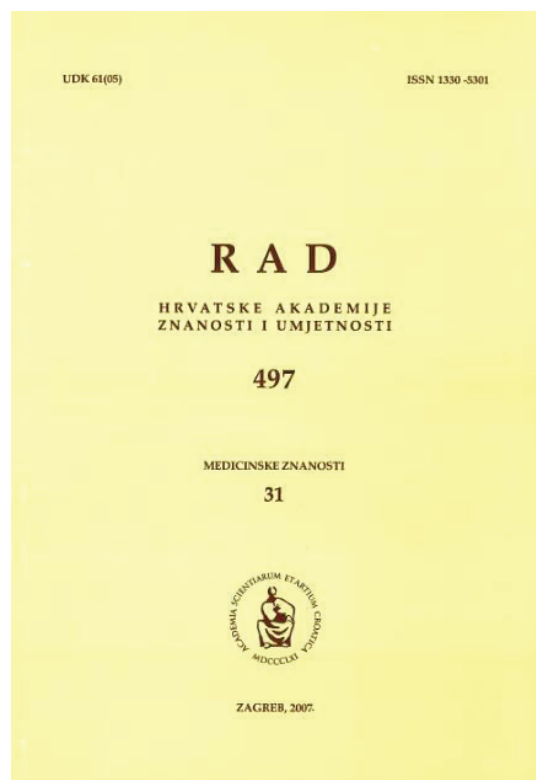 UDK 61(05) ISSN 1330 -5301
RAD
HRVATSKE AKADEMIJE
ZNANOSTI I UMJETNOSTI
497
MEDICINSKE ZNANOSTI
31
ACADEMIA SCIENTIARUM ET ARTIUM CROATICA
MDCCCLXI
ZAGREB, 2007.